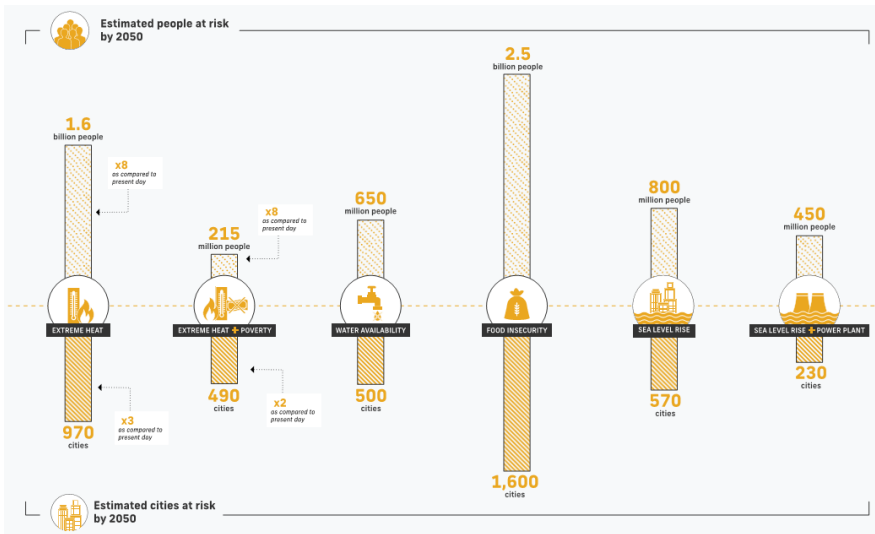 Estimated people at risk
by 2050
1.6
billion people
x8
as compared to
present day
EXTREME HEAT
x3
as compared to
present day
970
cities
215
million people
x8
as compared to
present day
EXTREME HEAT + POVERTY
x2
as compared to
present day
490
cities
650
million people
WATER AVAILABILITY
500
cities
2.5
billion people
FOOD INSECURITY
1,600
cities
800
million people
SEA LEVEL RISE
570
cities
450
million people
SEA LEVEL RISE + POWER PLANT
230
cities
Estimated cities at risk
by 2050